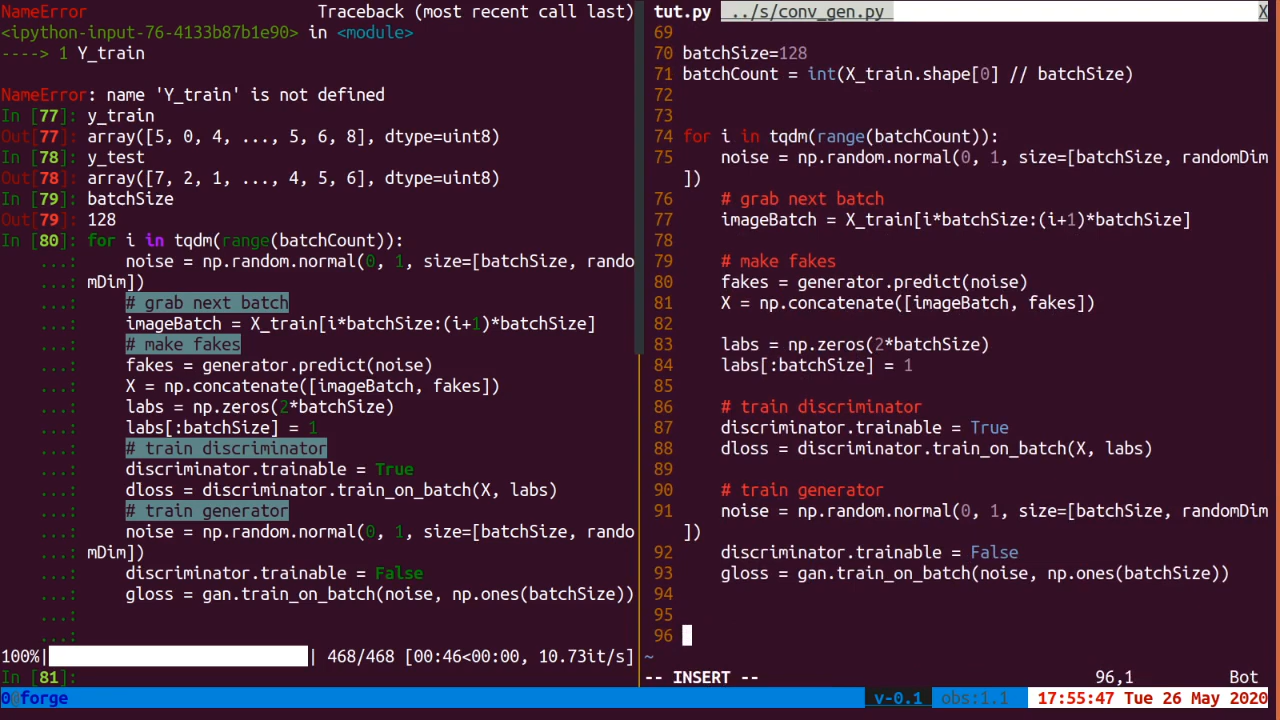 NameError Traceback (most recent call last)
<ipython-input-76-4133b87b1e90> in <module>
----> 1 Y_train
NameError: name 'Y_train' is not defined
In [77]: y_train
Out[77]: array([5, 0, 4, ..., 5, 6, 8], dtype=uint8)
In [78]: y_test
Out[78]: array([7, 2, 1, ..., 4, 5, 6], dtype=uint8)
In [79]: batchSize
Out[79]: 128
In [80]: for i in tqdm(range(batchCount)):
...: noise = np.random.normal(0, 1, size=[batchSize, rando
mDim])
...: # grab next batch
...: imageBatch = X_train[i*batchSize:(i+1)*batchSize]
...: # make fakes
...: fakes = generator.predict(noise)
...: X = np.concatenate([imageBatch, fakes])
...: labs = np.zeros(2*batchSize)
...: labs[:batchSize] = 1
...: # train discriminator
...: discriminator.trainable = True
...: dloss = discriminator.train_on_batch(X, labs)
...: # train generator
...: noise = np.random.normal(0, 1, size=[batchSize, rando
...: mDim])
...: discriminator.trainable = False
...: gloss = gan.train_on_batch(noise, np.ones(batchSize))
...:
...:
100%| | 468/468 [00:46<00:00, 10.73it/s]
In [81]:
tut.py ../s/conv_gen.py X
69
70 batchSize=128
71 batchCount = int(X_train.shape[0] // batchSize)
72
73
74 for i in tqdm(range(batchCount)):
75 noise = np.random.normal(0, 1, size=[batchSize, randomDim
])
76 # grab next batch
77 imageBatch = X_train[i*batchSize:(i+1)*batchSize]
78
79 # make fakes
80 fakes = generator.predict(noise)
81 X = np.concatenate([imageBatch, fakes])
82
83 labs = np.zeros(2*batchSize)
84 labs[:batchSize] = 1
85
86 # train discriminator
87 discriminator.trainable = True
88 dloss = discriminator.train_on_batch(X, labs)
89
90 # train generator
91 noise = np.random.normal(0, 1, size=[batchSize, randomDim
])
92 discriminator.trainable = False
93 gloss = gan.train_on_batch(noise, np.ones(batchSize))
94
95
96
~
-- INSERT -- 96,1 Bot
0@forge v-0.1 obs:1.1 17:55:47 Tue 26 May 2020